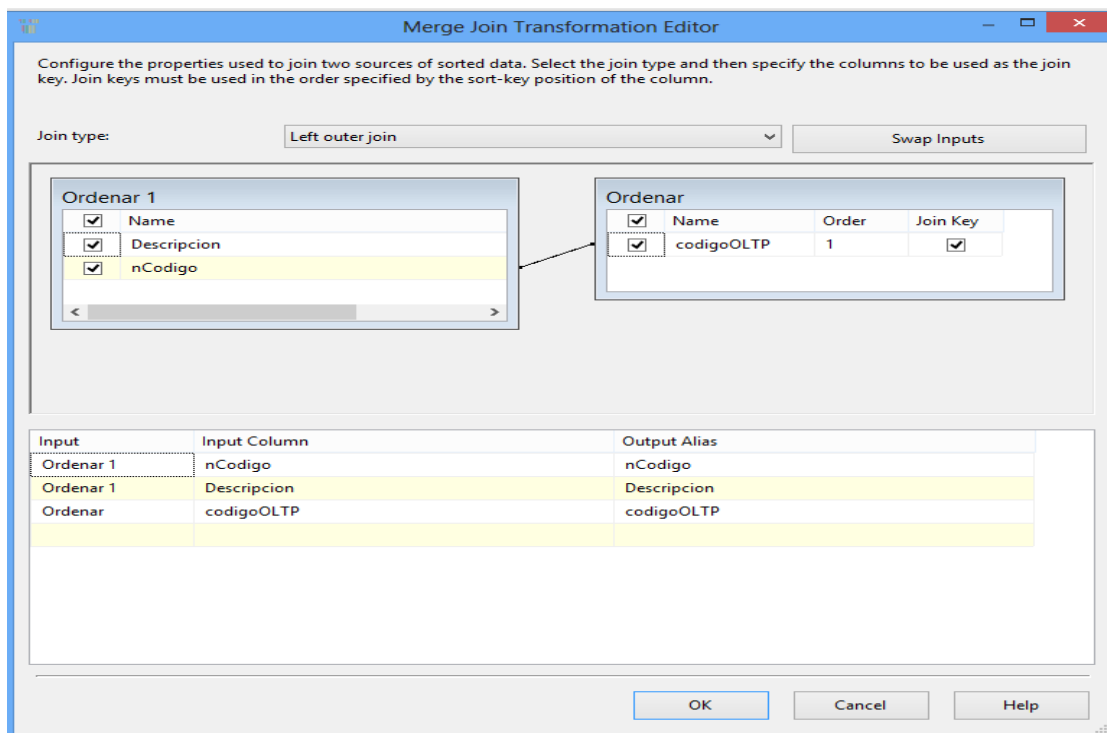 Merge Join Transformation Editor
Configure the properties used to join two sources of sorted data. Select the join type and then specify the columns to be used as the join
key. Join keys must be used in the order specified by the sort-key position of the column.
Join type: Left outer join Swap Inputs
Ordenar 1
Name
Descripcion
nCodigo
Ordenar
Name Order Join Key
codigoOLTP 1
Input Input Column Output Alias
Ordenar 1 nCodigo nCodigo
Ordenar 1 Descripcion Descripcion
Ordenar codigoOLTP codigoOLTP
OK Cancel Help